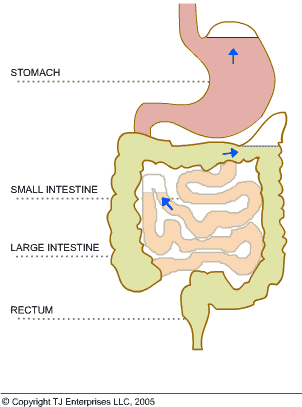 STOMACH
SMALL INTESTINE
LARGE INTESTINE
RECTUM
© Copyright TJ Enterprises LLC, 2005